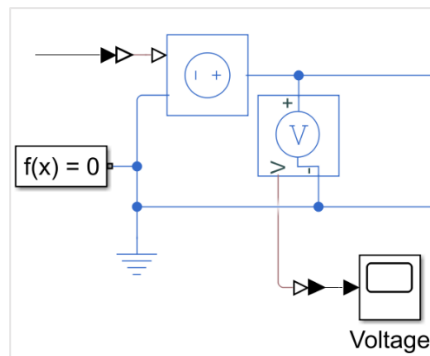 − +
+
V
V
-
f(x) = 0
Voltage